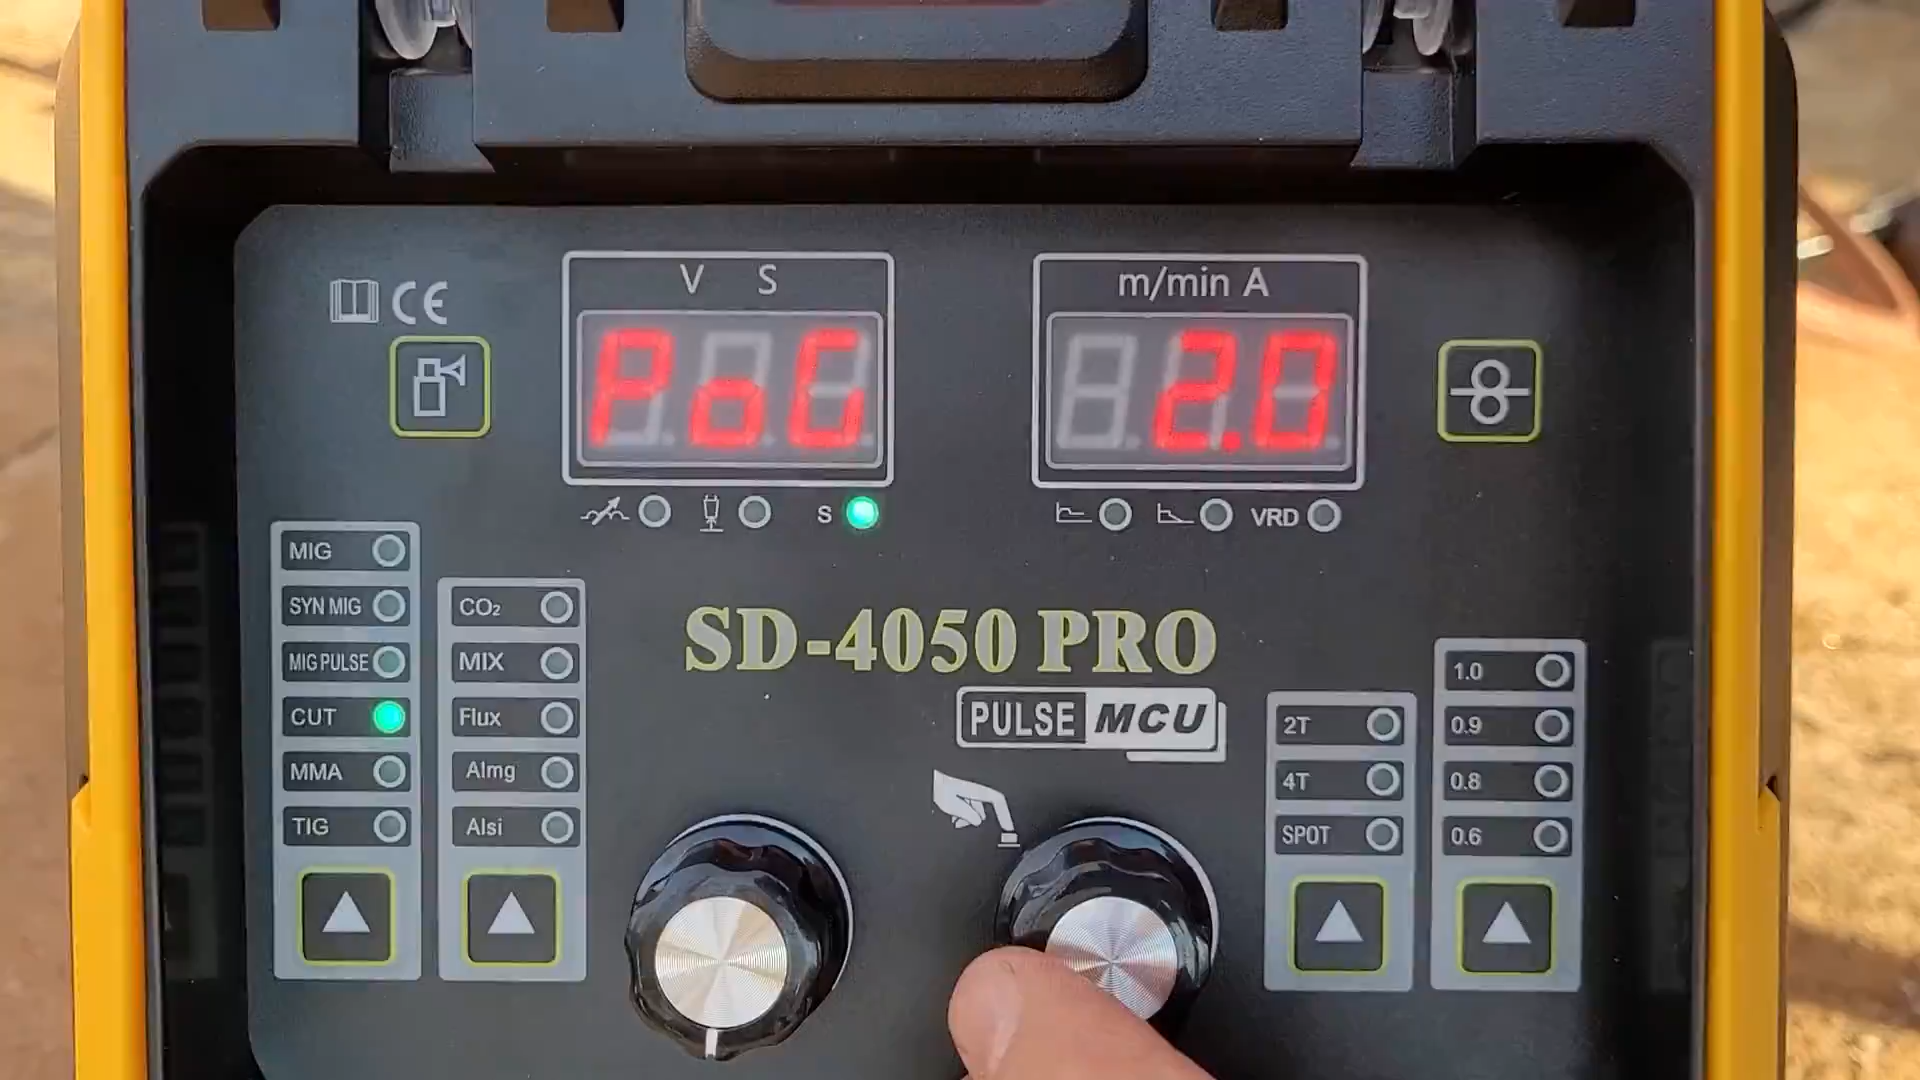 V S
m/min A
CE
PoG
2.0
S
VRD
MIG
SYN MIG
MIG PULSE
CUT
MMA
TIG
CO₂
MIX
Flux
Almg
Alsi
SD-4050 PRO
PULSE MCU
2T
4T
SPOT
1.0
0.9
0.8
0.6